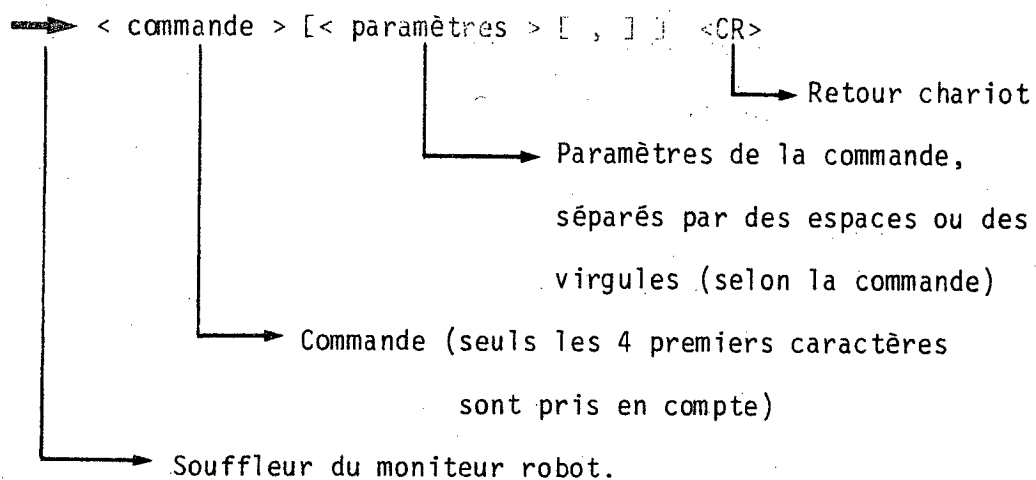 < commande > [< paramètres > [ , ] ] <CR>
Retour chariot
Paramètres de la commande,
séparés par des espaces ou des
virgules (selon la commande)
Commande (seuls les 4 premiers caractères
sont pris en compte)
Souffleur du moniteur robot.